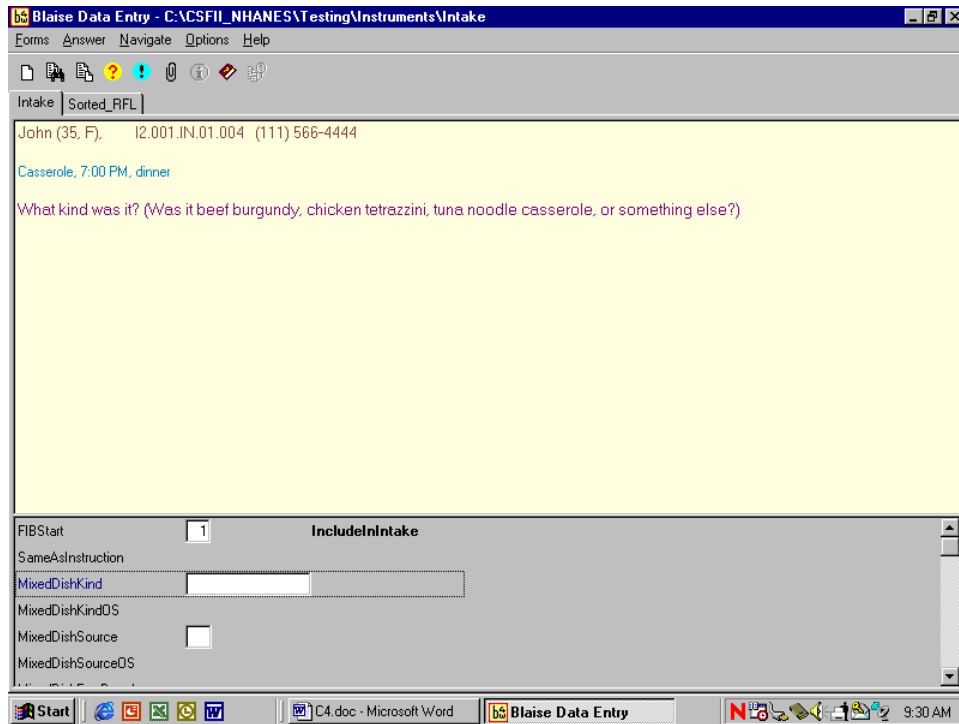 Blaise Data Entry - C:\CSFII_NHANES\Testing\Instruments\Intake
Forms Answer Navigate Options Help
Intake Sorted_RFL
John (35, F), I2.001.IN.01.004 (111) 566-4444
Casserole, 7:00 PM, dinner
What kind was it? (Was it beef burgundy, chicken tetrazzini, tuna noodle casserole, or something else?)
FIBStart 1 IncludeInIntake
SameAsInstruction
MixedDishKind
MixedDishKindOS
MixedDishSource
MixedDishSourceOS
Start C4.doc - Microsoft Word Blaise Data Entry 9:30 AM